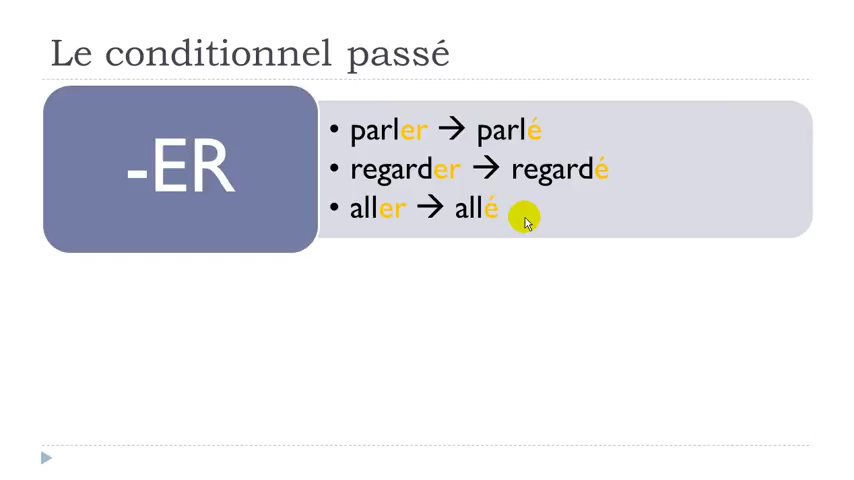 Le conditionnel passé
-ER
• parler → parlé
• regarder → regardé
• aller → allé